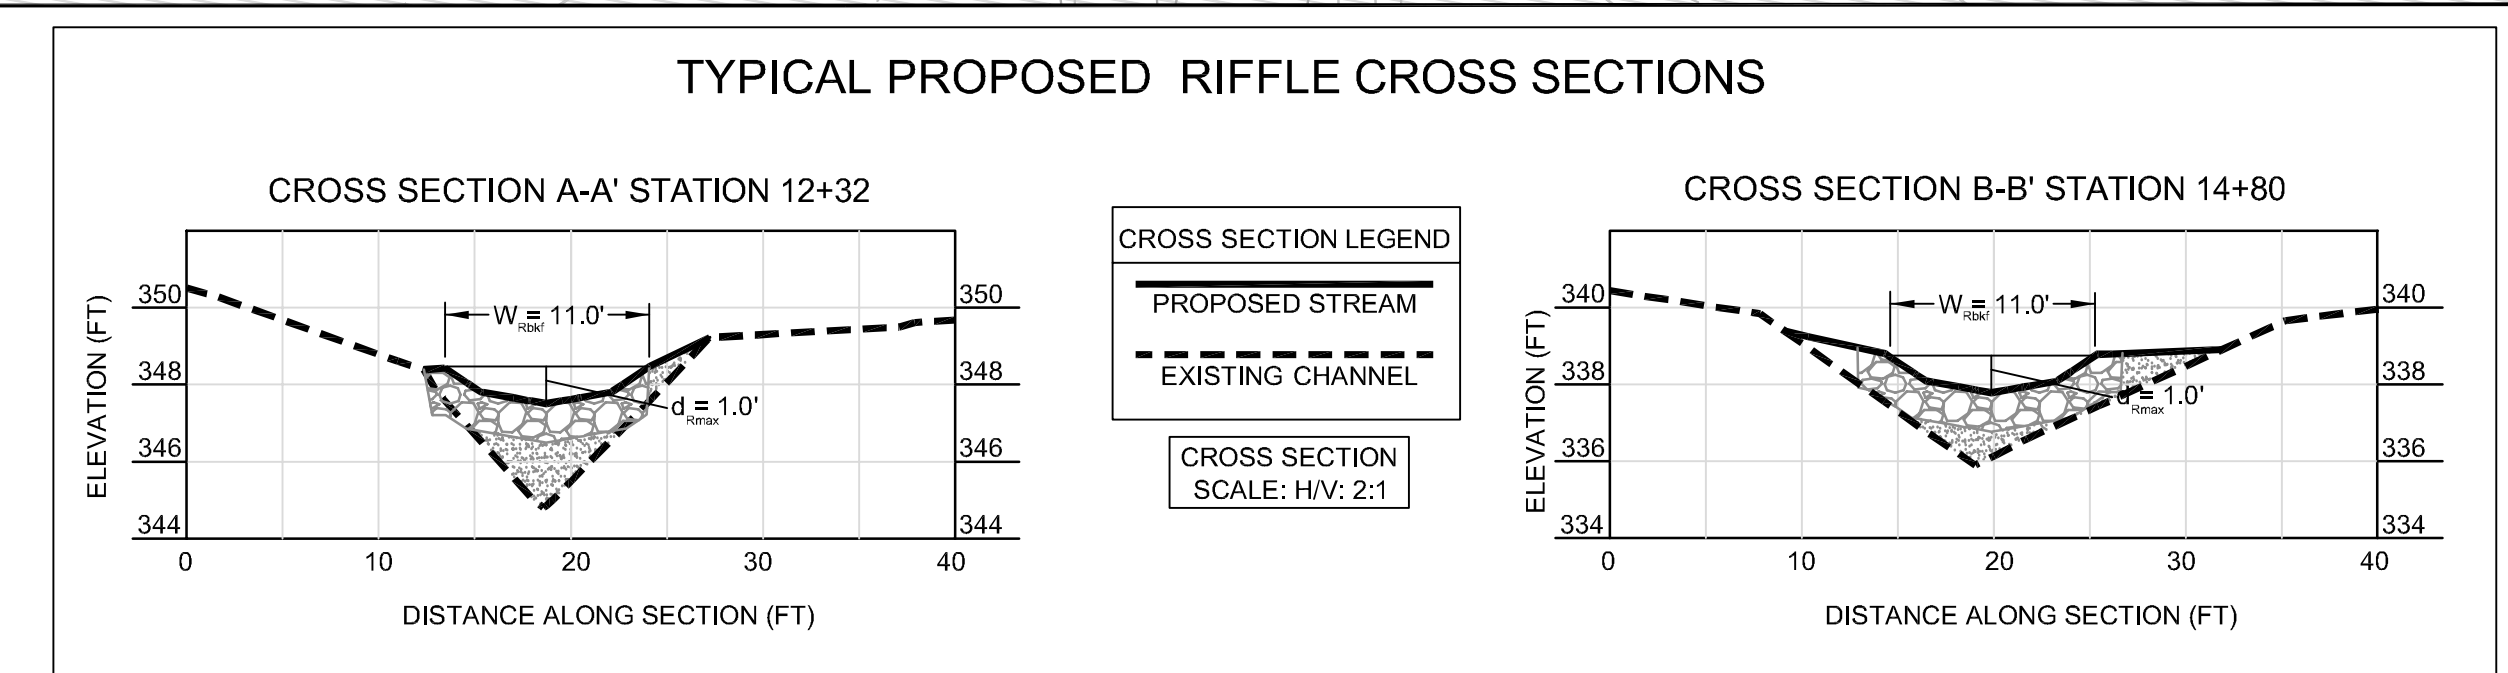 TYPICAL PROPOSED RIFFLE CROSS SECTIONS
CROSS SECTION A-A' STATION 12+32
ELEVATION (FT)
350
348
346
344
350
348
346
344
W Rbkf = 11.0'
d Rmax = 1.0'
0 10 20 30 40
DISTANCE ALONG SECTION (FT)
CROSS SECTION LEGEND
PROPOSED STREAM
EXISTING CHANNEL
CROSS SECTION
SCALE: H/V: 2:1
CROSS SECTION B-B' STATION 14+80
ELEVATION (FT)
340
338
336
334
340
338
336
334
W Rbkf = 11.0'
d Rmax = 1.0'
0 10 20 30 40
DISTANCE ALONG SECTION (FT)